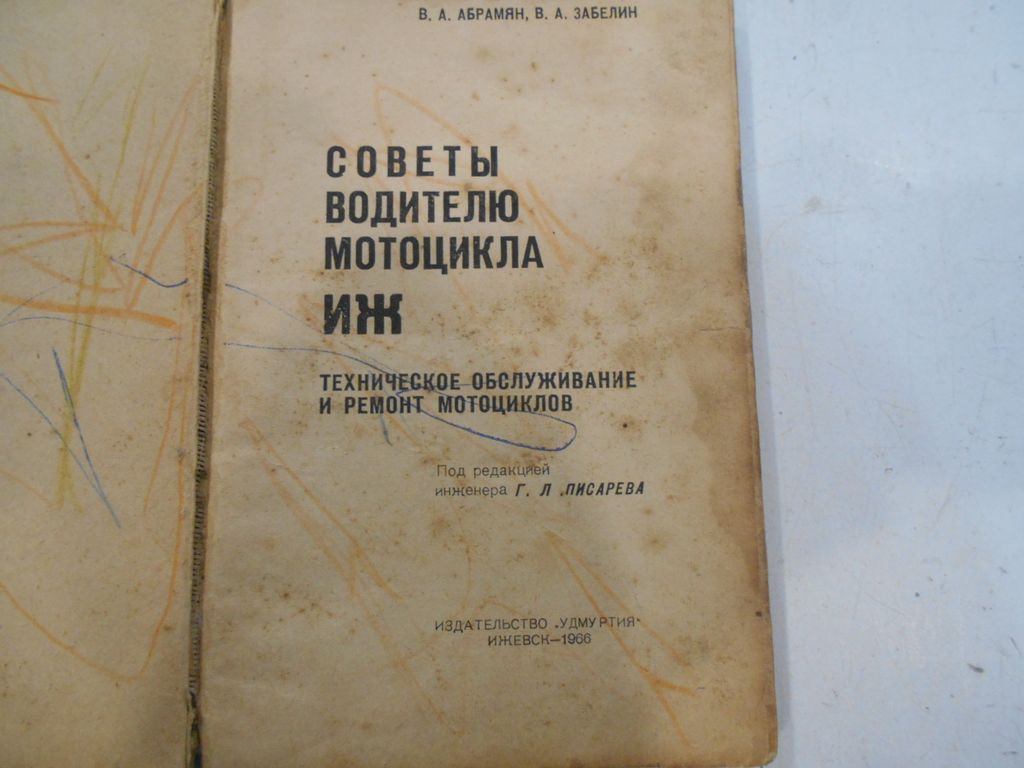 В. А. АБРАМЯН, В. А. ЗАБЕЛИН
СОВЕТЫ
ВОДИТЕЛЮ
МОТОЦИКЛА
ИЖ
ТЕХНИЧЕСКОЕ ОБСЛУЖИВАНИЕ
И РЕМОНТ МОТОЦИКЛОВ
Под редакцией
инженера Г. Л .ПИСАРЕВА
ИЗДАТЕЛЬСТВО „УДМУРТИЯ“
ИЖЕВСК—1966